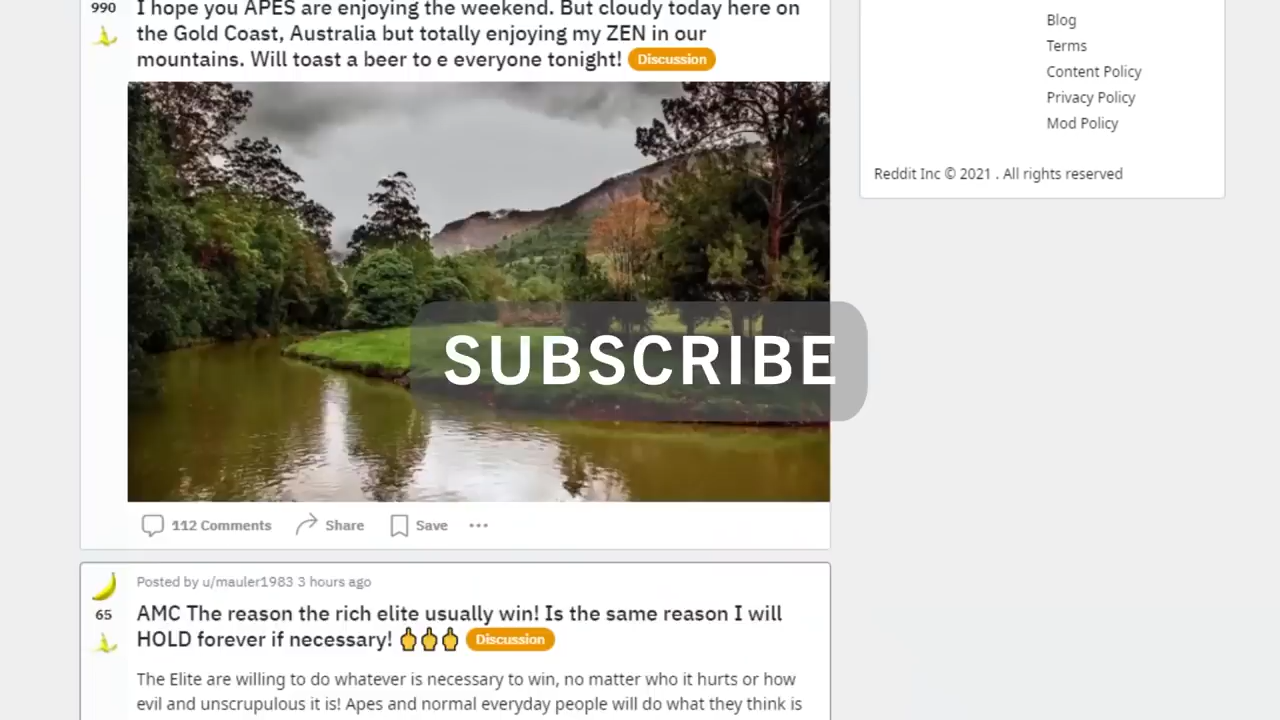 990
I hope you APES are enjoying the weekend. But cloudy today here on
the Gold Coast, Australia but totally enjoying my ZEN in our
mountains. Will toast a beer to e everyone tonight! Discussion
SUBSCRIBE
112 Comments Share Save
Posted by u/mauler1983 3 hours ago
65
AMC The reason the rich elite usually win! Is the same reason I will
HOLD forever if necessary! 🖕🖕🖕 Discussion
The Elite are willing to do whatever is necessary to win, no matter who it hurts or how
evil and unscrupulous it is! Apes and normal everyday people will do what they think is
Blog
Terms
Content Policy
Privacy Policy
Mod Policy
Reddit Inc © 2021 . All rights reserved